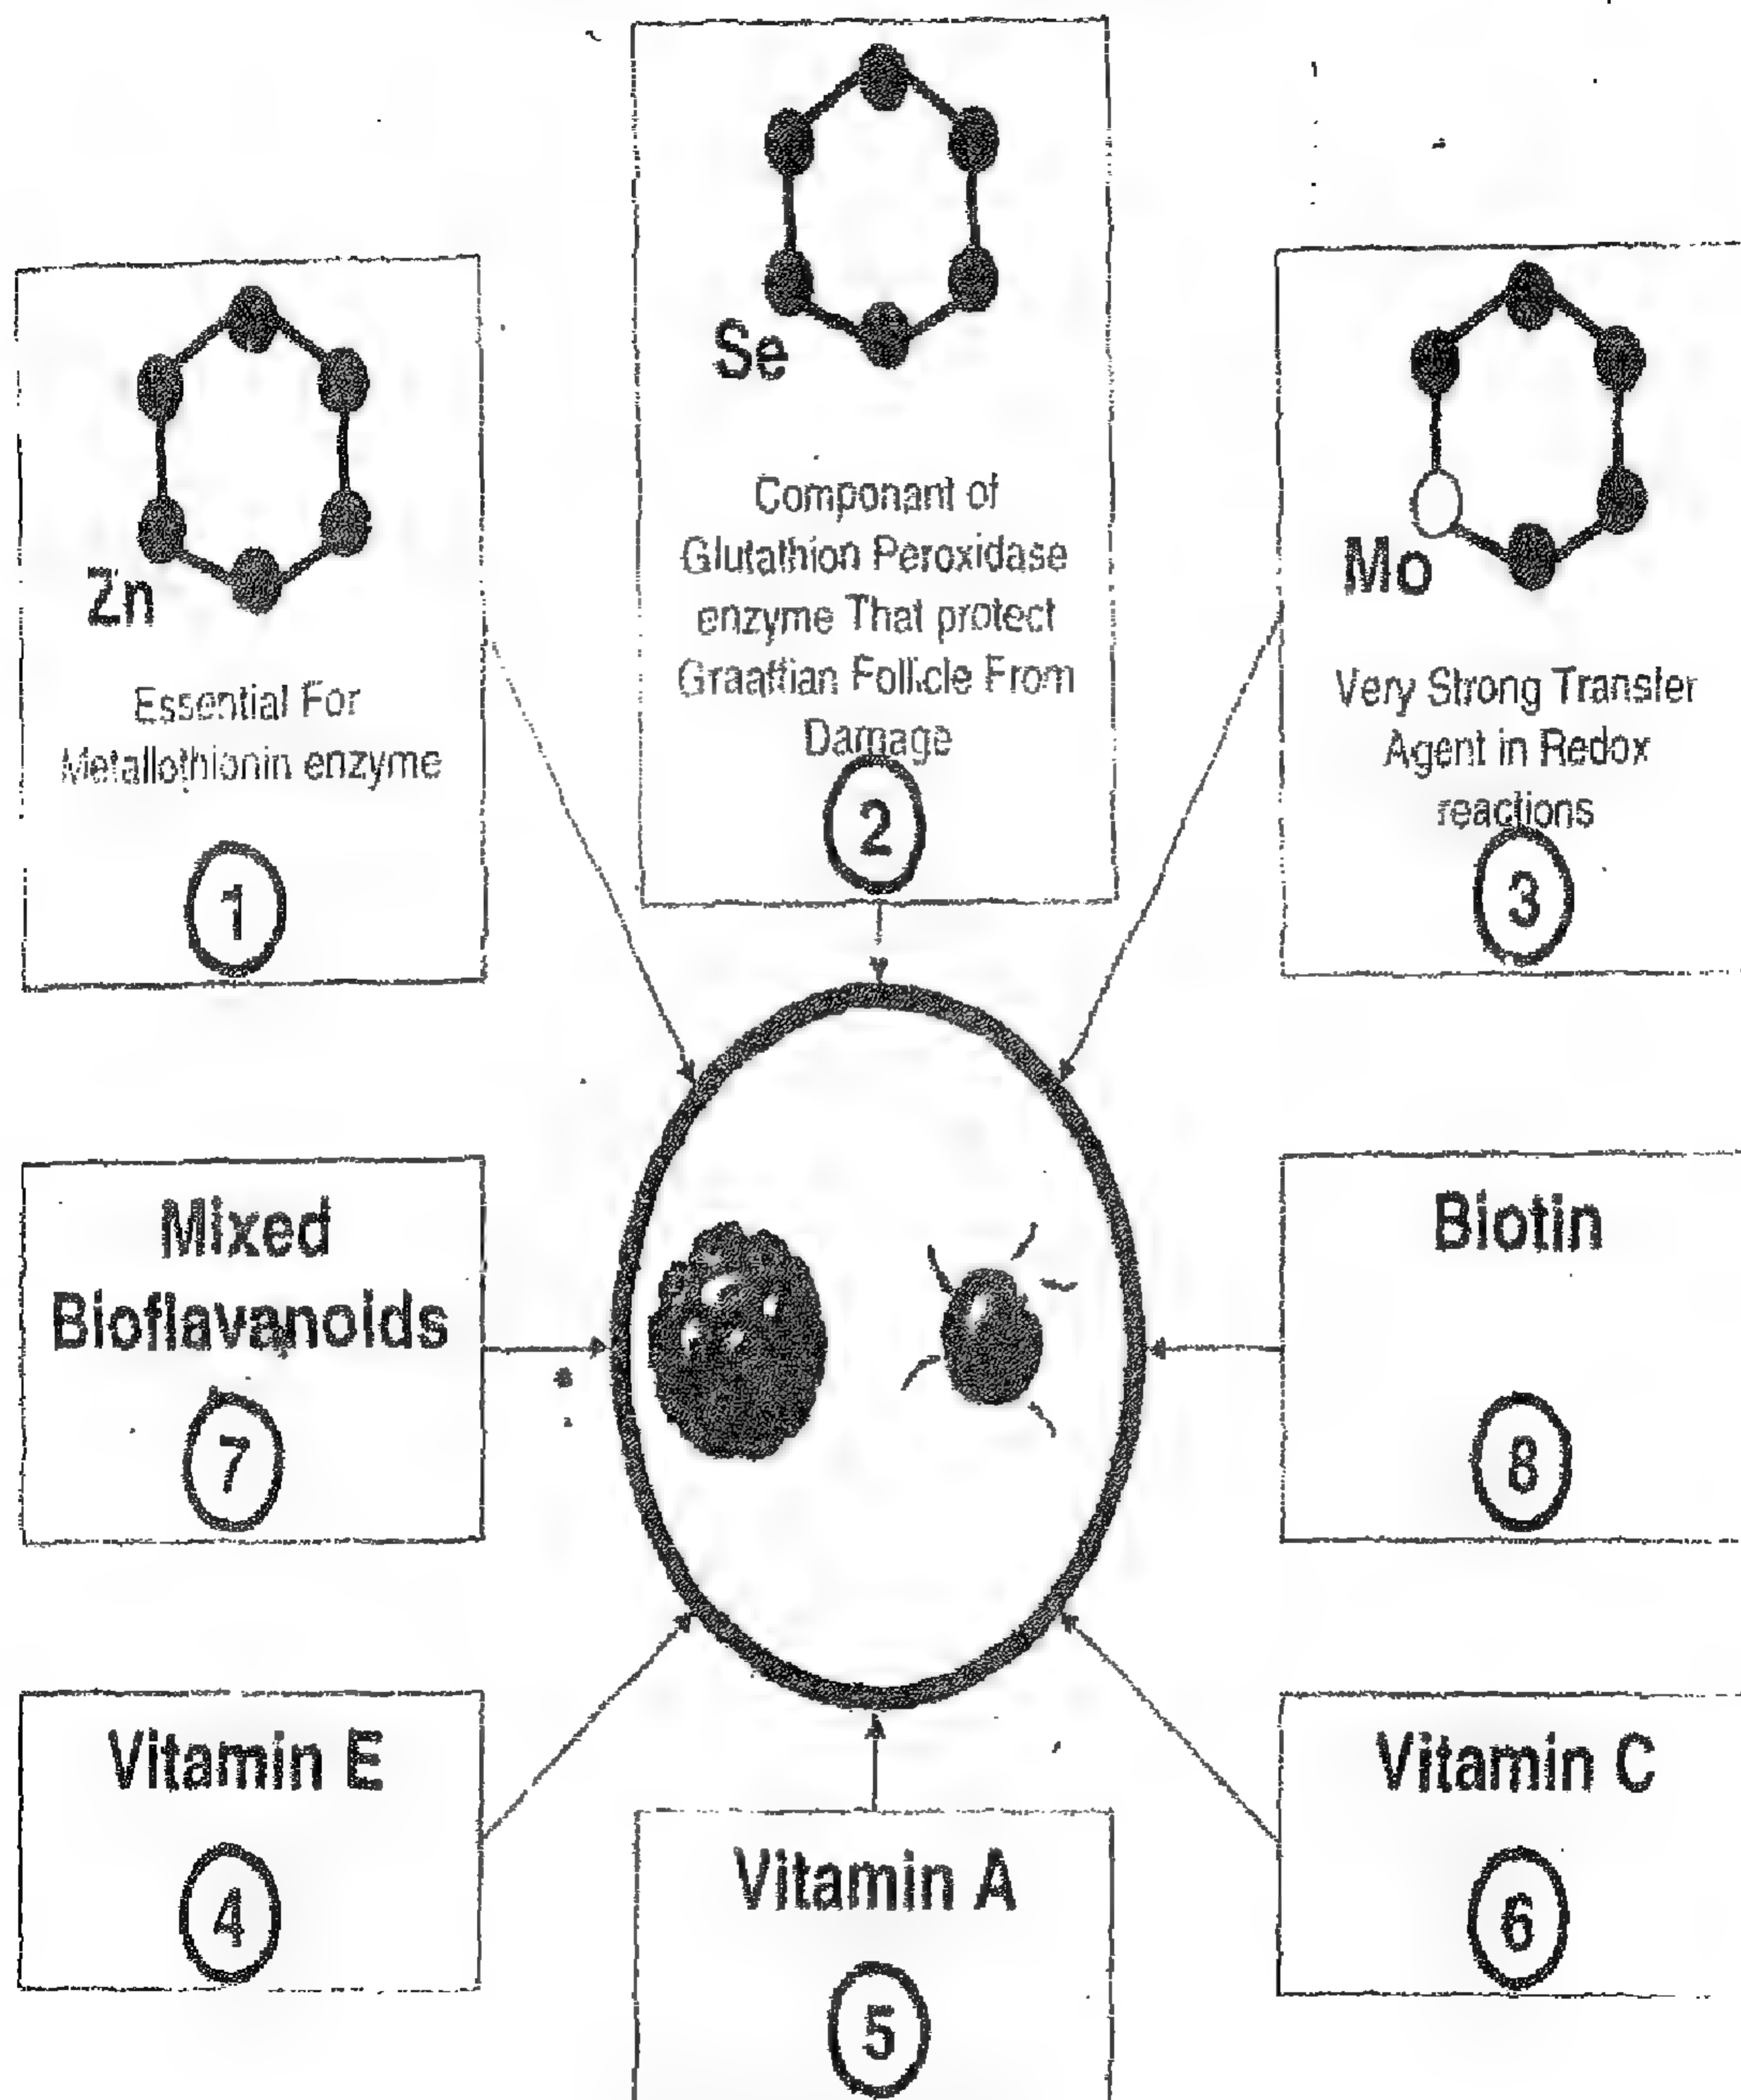 Zn
Essential For
Metallothionin enzyme
1
Se
Componant of
Glutathion Peroxidase
enzyme That protect
Graaffian Follicle From
Damage
2
Mo
Very Strong Transfer
Agent in Redox
reactions
3
Mixed
Bioflavanoids
7
Biotin
8
Vitamin E
4
Vitamin A
5
Vitamin C
6